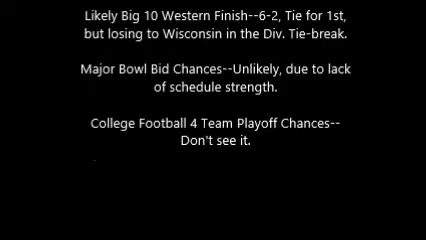 Likely Big 10 Western Finish--6-2, Tie for 1st,
but losing to Wisconsin in the Div. Tie-break.
Major Bowl Bid Chances--Unlikely, due to lack
of schedule strength.
College Football 4 Team Playoff Chances--
Don't see it.